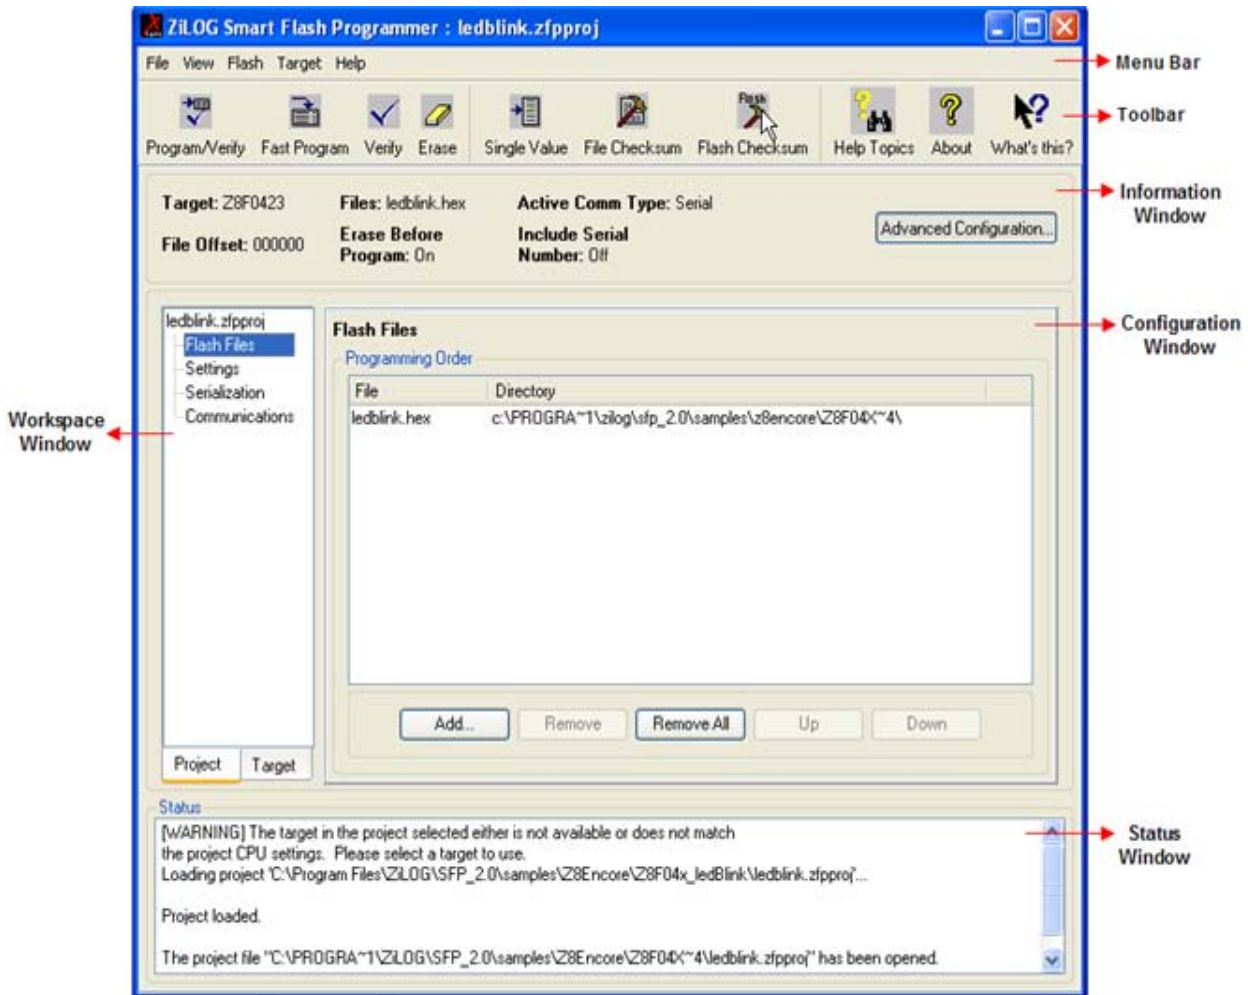 ZiLOG Smart Flash Programmer : ledblink.zfpproj
File View Flash Target Help
Menu Bar
Flash
Program/Verify Fast Program Verify Erase Single Value File Checksum Flash Checksum Help Topics About What's this?
Toolbar
Target: Z8F0423 Files: ledblink.hex Active Comm Type: Serial
File Offset: 000000 Erase Before Program: On Include Serial Number: Off
Advanced Configuration...
Information
Window
ledblink.zfpproj
Flash Files
Settings
Serialization
Communications
Project Target
Workspace
Window
Flash Files
Programming Order
File Directory
ledblink.hex c:\PROGRA~1\zilog\sfp_2.0\samples\z8encore\Z8F04X~4\
Add... Remove Remove All Up Down
Configuration
Window
Status
[WARNING] The target in the project selected either is not available or does not match
the project CPU settings. Please select a target to use.
Loading project 'C:\Program Files\ZiLOG\SFP_2.0\samples\Z8Encore\Z8F04x_ledBlink\ledblink.zfpproj'...
Project loaded.
The project file "C:\PROGRA~1\ZiLOG\SFP_2.0\samples\Z8Encore\Z8F04X~4\ledblink.zfpproj" has been opened.
Status
Window